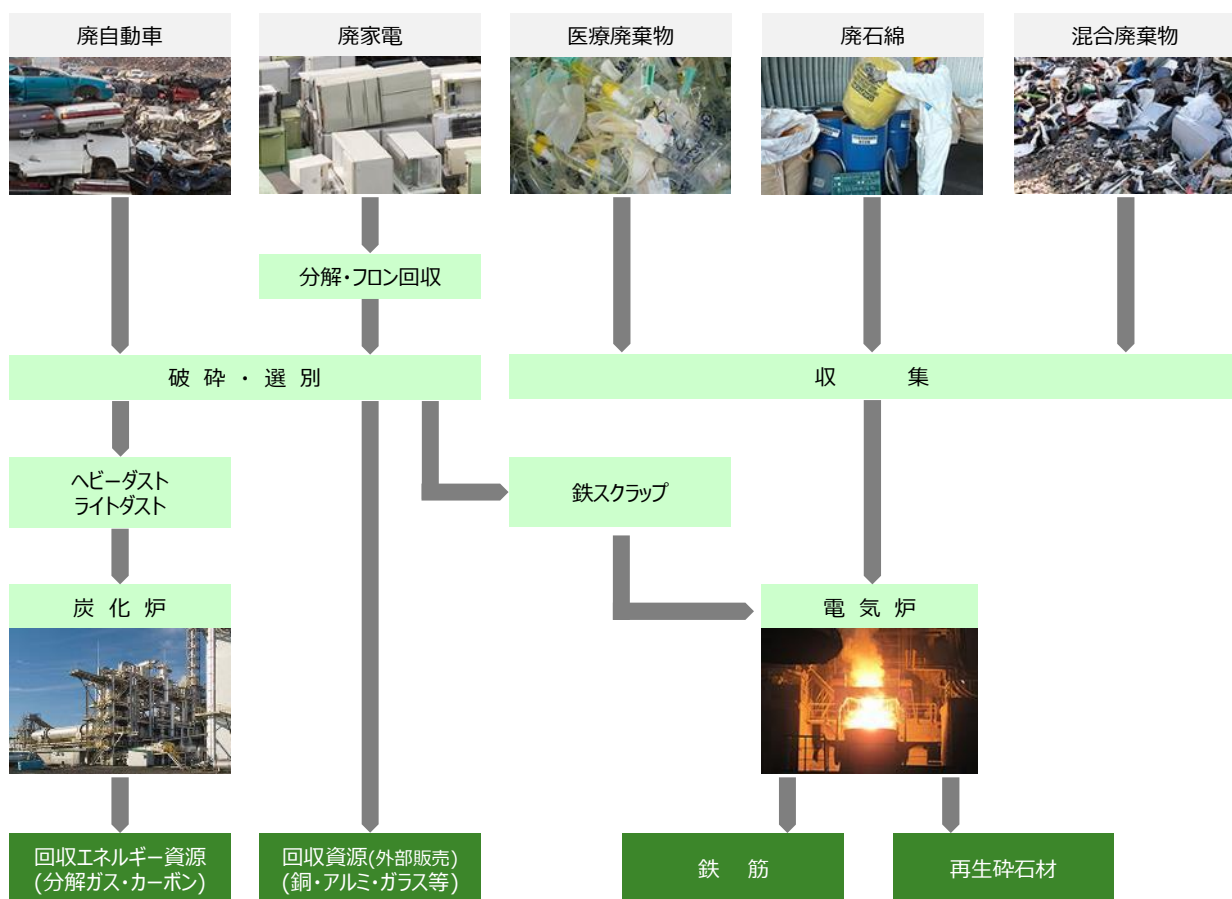 廃自動車
廃家電
医療廃棄物
廃石綿
混合廃棄物
分解・フロン回収
破砕・選別
収集
ヘビーダスト
ライトダスト
鉄スクラップ
炭化炉
電気炉
回収エネルギー資源
(分解ガス・カーボン)
回収資源(外部販売)
(銅・アルミ・ガラス等)
鉄筋
再生砕石材